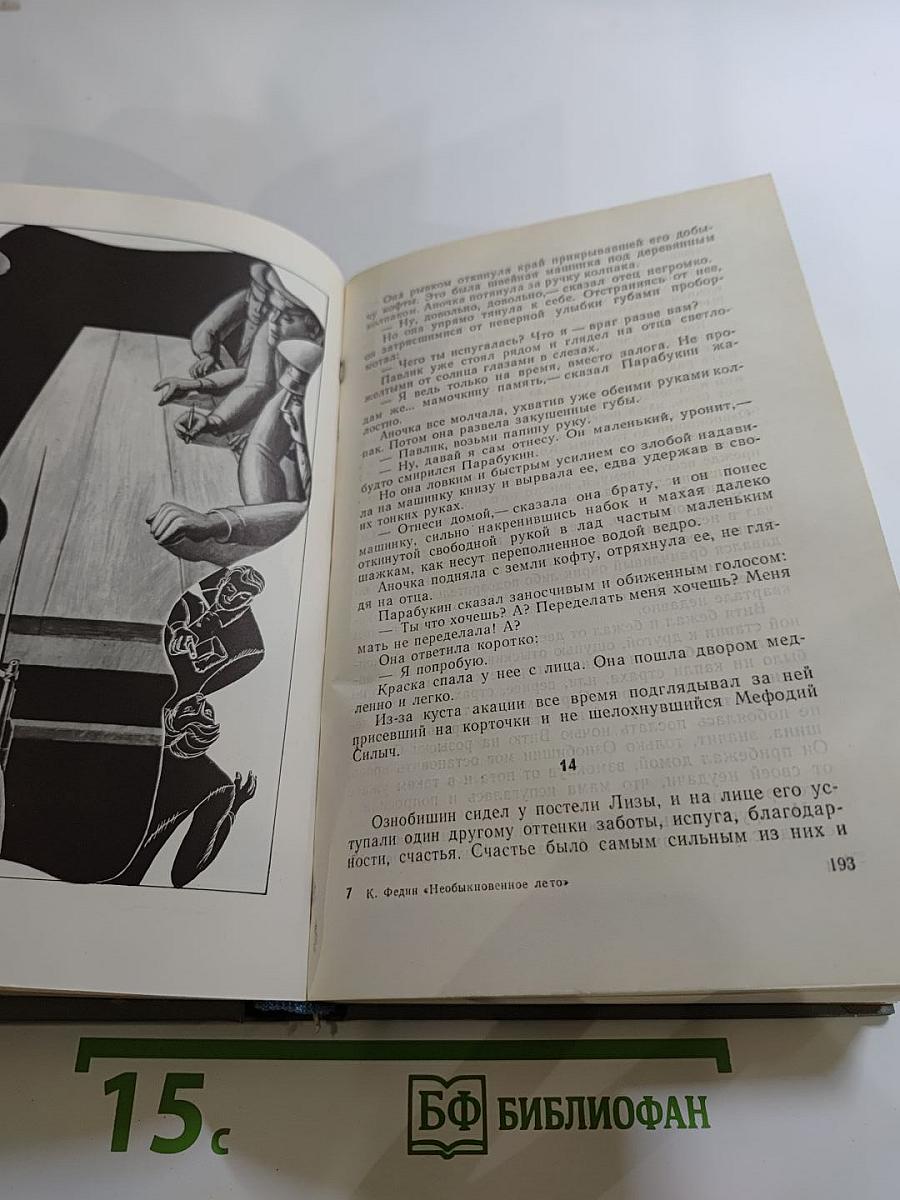 Она рывком откинула край прикрывавшей его добы-
чу кофты. Это была швейная машинка под деревянным
колпаком. Аночка потянула за ручку колпака.
— Ну, довольно, довольно,— сказал отец негромко.
Но она упрямо тянула к себе. Отстраняясь от нее,
он затрясшимися от неверной улыбки губами пробор-
мотал:
— Чего ты испугалась? Что я — враг разве вам?
Павлик уже стоял рядом и глядел на отца светло-
желтыми от солнца глазами в слезах.
— Я ведь только на время, вместо залога. Не про-
дам же... мамочкину память,— сказал Парабукин жа-
лостно.
Аночка все молчала, ухватив уже обеими руками кол-
пак. Потом она развела закушенные губы.
— Павлик, возьми папину руку.
— Ну, давай я сам отнесу. Он маленький, уронит,—
будто смирился Парабукин.
Но она ловким и быстрым усилием со злобой надави-
ла на машинку книзу и вырвала ее, едва удержав в сво-
их тонких руках.
— Отнеси домой,— сказала она брату, и он понес
машинку, сильно накренившись набок и махая далеко
откинутой свободной рукой в лад частым маленьким
шажкам, как несут переполненное водой ведро.
Аночка подняла с земли кофту, отряхнула ее, не гля-
дя на отца.
Парабукин сказал заносчивым и обиженным голосом:
— Ты что хочешь? А? Переделать меня хочешь? Меня
мать не переделала! А?
Она ответила коротко:
— Я попробую.
Краска спала у нее с лица. Она пошла двором мед-
ленно и легко.
Из-за куста акации все время подглядывал за ней
присевший на корточки и не шелохнувшийся Мефодий
Силыч.
14
Ознобишин сидел у постели Лизы, и на лице его ус-
тупали один другому оттенки заботы, испуга, благодар-
ности, счастья. Счастье было самым сильным из них и
7 К. Федин «Необыкновенное лето»
193
15 с
БФ БИБЛИОФАН